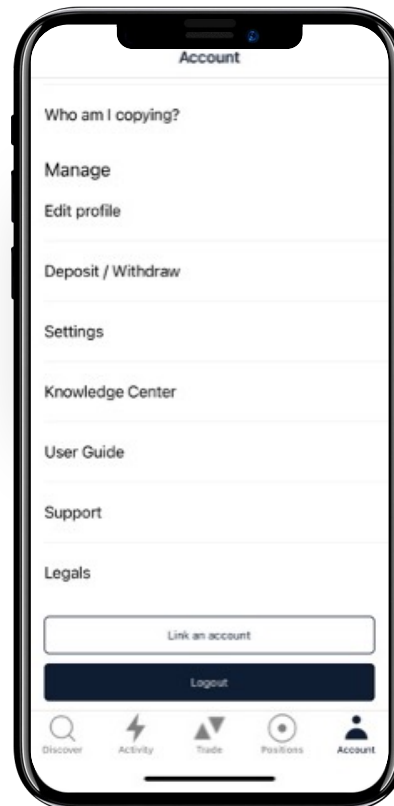 Account
Who am I copying?
Manage
Edit profile
Deposit / Withdraw
Settings
Knowledge Center
User Guide
Support
Legals
Link an account
Logout
Discover Activity Trade Positions Account